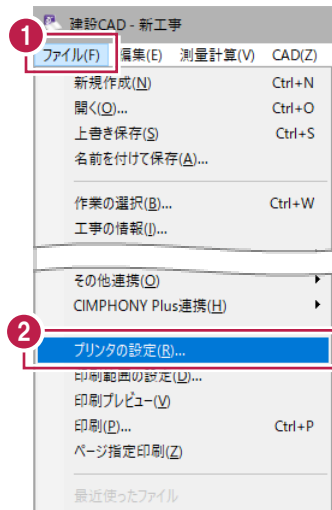 建設CAD - 新工事
1
ファイル(F) 編集(E) 測量計算(V) CAD(Z)
新規作成(N) Ctrl+N
開く(O)... Ctrl+O
上書き保存(S) Ctrl+S
名前を付けて保存(A)...
作業の選択(B)... Ctrl+W
工事の情報(I)...
その他連携(O)
CIMPHONY Plus連携(H)
2
プリンタの設定(R)...
印刷範囲の設定(D)...
印刷プレビュー(V)
印刷(P)... Ctrl+P
ページ指定印刷(Z)
最近使ったファイル